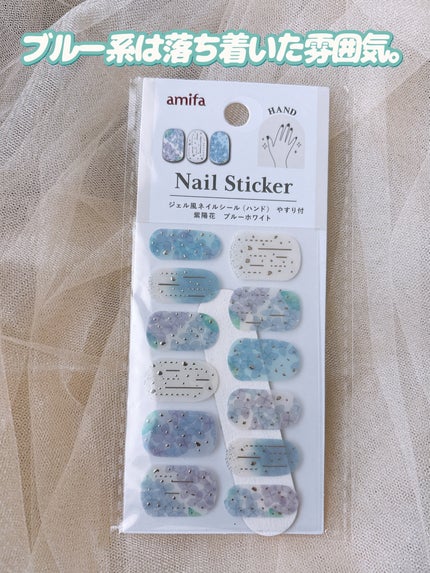 ブルー系は落ち着いた雰囲気。
amifa
HAND
Nail Sticker
ジェル風ネイルシール（ハンド） やすり付
紫陽花 ブルーホワイト